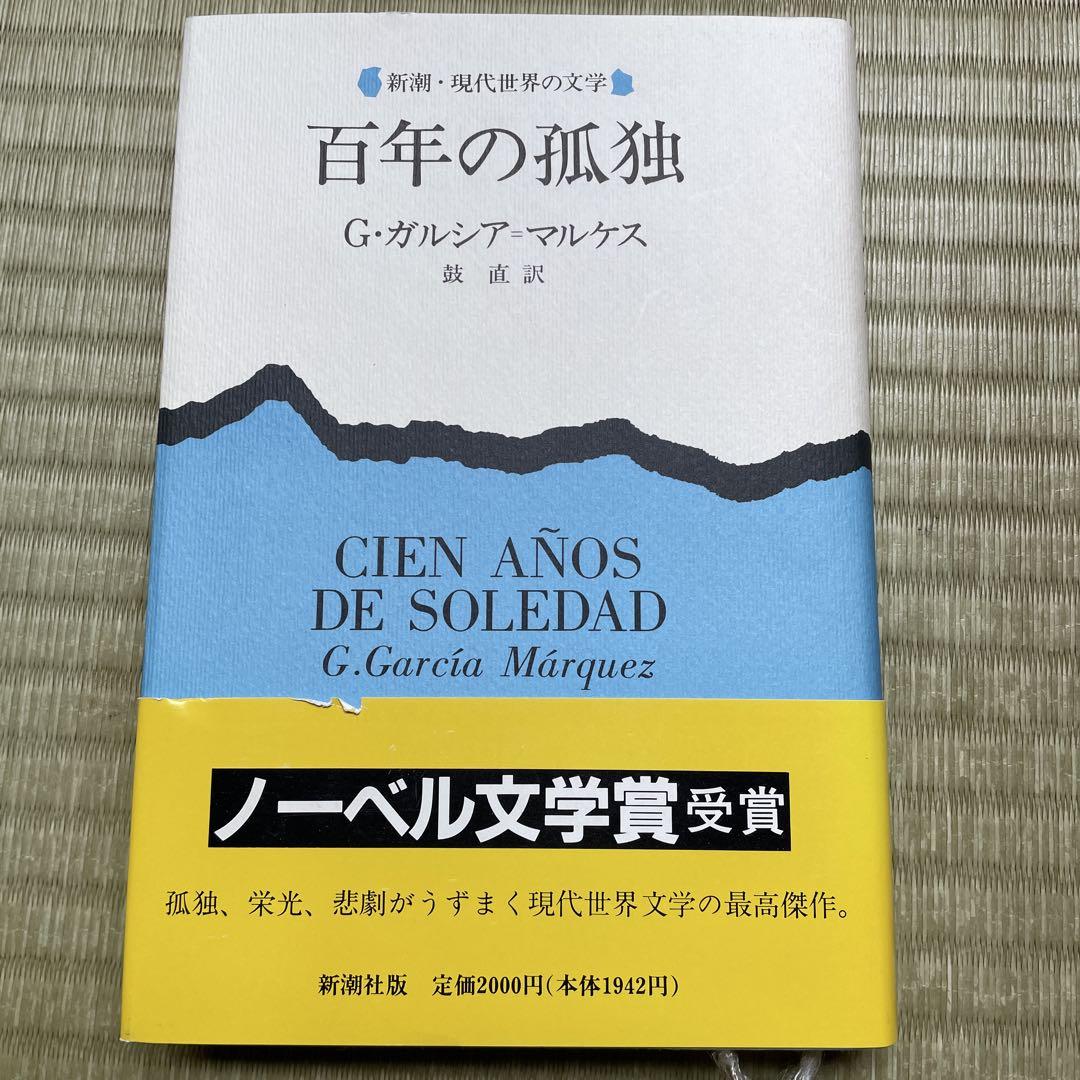 新潮・現代世界の文学
百年の孤独
G・ガルシア=マルケス
鼓 直 訳
CIEN AÑOS
DE SOLEDAD
G.García Márquez
ノーベル文学賞受賞
孤独、栄光、悲劇がうずまく現代世界文学の最高傑作。
新潮社版 定価2000円(本体1942円)